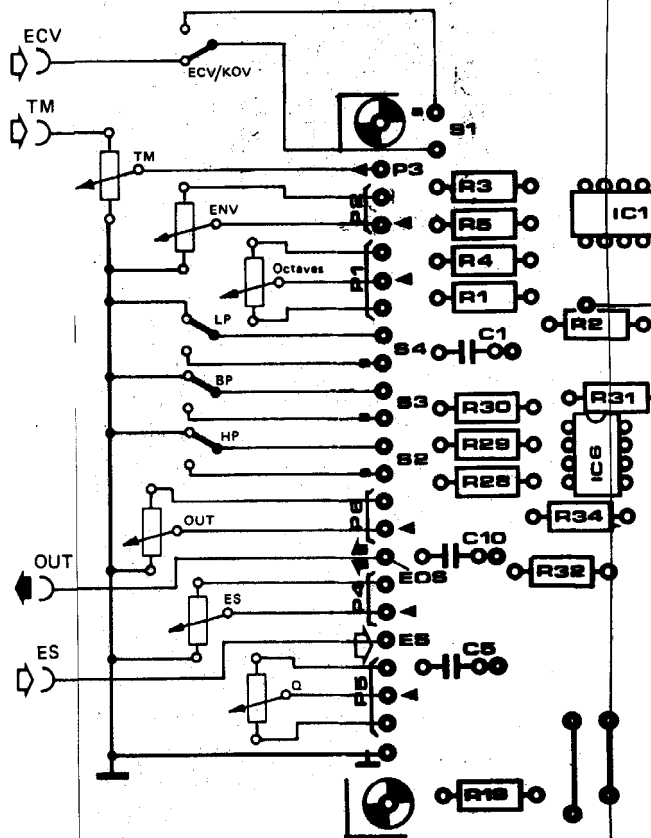 ECV
ECV/KOV
TM
S1
TM
P3
P2
R3
IC1
ENV
R5
Octaves
P1
R4
R1
LP
R2
S4
C1
BP
R31
S3
R30
HP
R29
IC6
S2
R28
OUT
R34
C10
OUT
EOS
R32
P4
ES
ES
ES
C5
P5
Q
R19